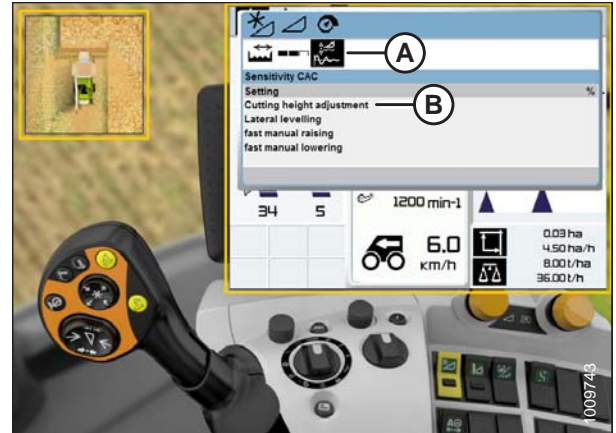 A
Sensitivity CAC
Setting %
Cutting height adjustment
B
Lateral levelling
fast manual raising
fast manual lowering
34 5
1200 min-1
6.0
km/h
0.03 ha
4.50 ha/h
8.00 t/ha
36.00 t/h
1009743